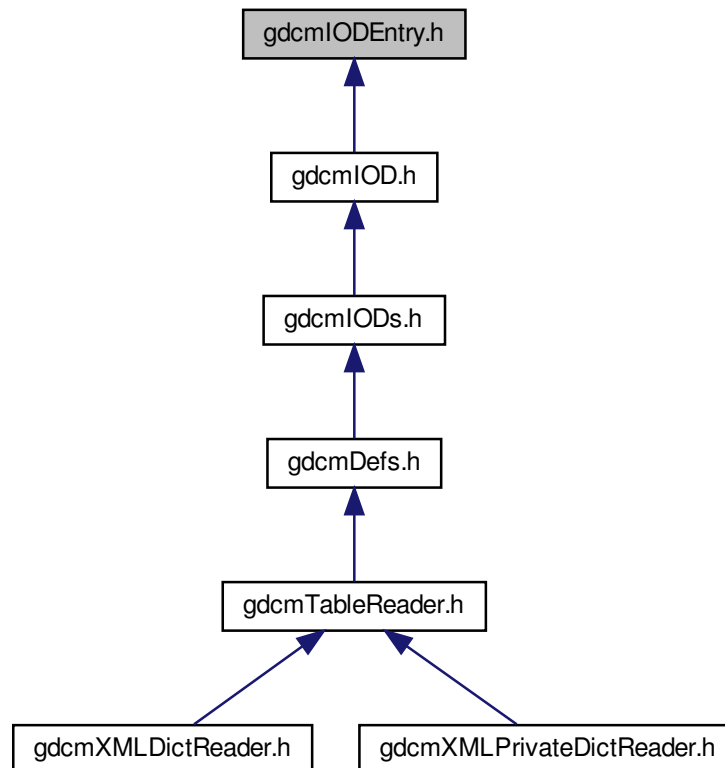 gdcmIODEntry.h
gdcmIOD.h
gdcmIODs.h
gdcmDefs.h
gdcmTableReader.h
gdcmXMLDictReader.h
gdcmXMLPrivateDictReader.h